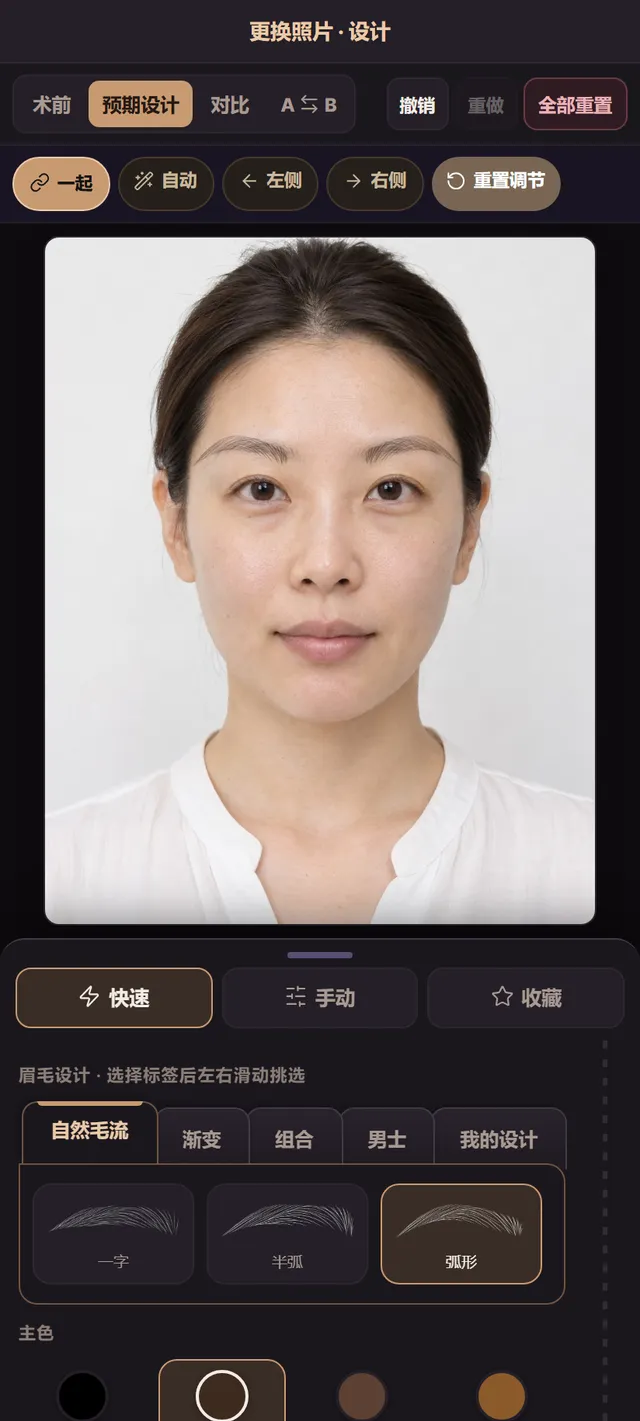 更换照片 · 设计
术前 预期设计 对比 A ⇆ B 撤销 重做 全部重置
一起 自动 ← 左侧 → 右侧 重置调节
快速 手动 收藏
眉毛设计 · 选择标签后左右滑动挑选
自然毛流 渐变 组合 男士 我的设计
一字 半弧 弧形
主色